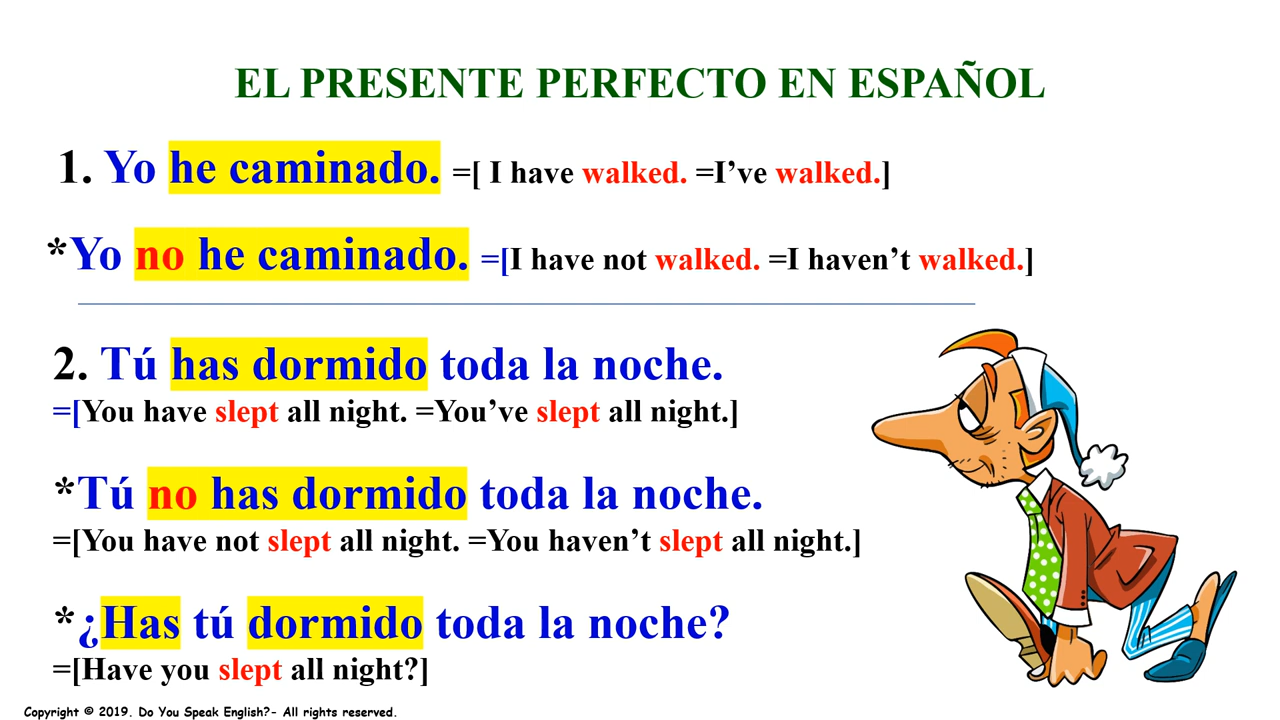 EL PRESENTE PERFECTO EN ESPAÑOL
1. Yo he caminado. =[ I have walked. =I’ve walked.]
*Yo no he caminado. =[I have not walked. =I haven’t walked.]
2. Tú has dormido toda la noche.
=[You have slept all night. =You’ve slept all night.]
*Tú no has dormido toda la noche.
=[You have not slept all night. =You haven’t slept all night.]
*¿Has tú dormido toda la noche?
=[Have you slept all night?]
Copyright © 2019. Do You Speak English?- All rights reserved.